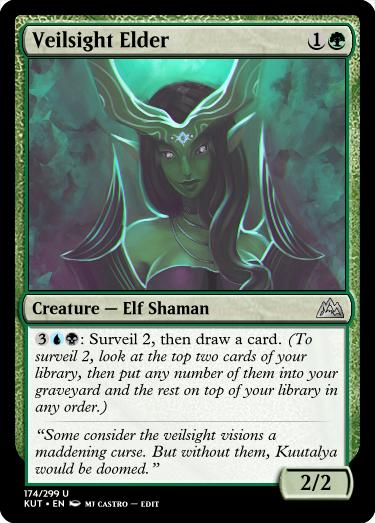 Veilsight Elder 1
Creature — Elf Shaman
3: Surveil 2, then draw a card. (To
surveil 2, look at the top two cards of your
library, then put any number of them into your
graveyard and the rest on top of your library in
any order.)
“Some consider the veilsight visions a
maddening curse. But without them, Kuutalya
would be doomed.”
2/2
174/299 U
KUT • EN MJ CASTRO — EDIT